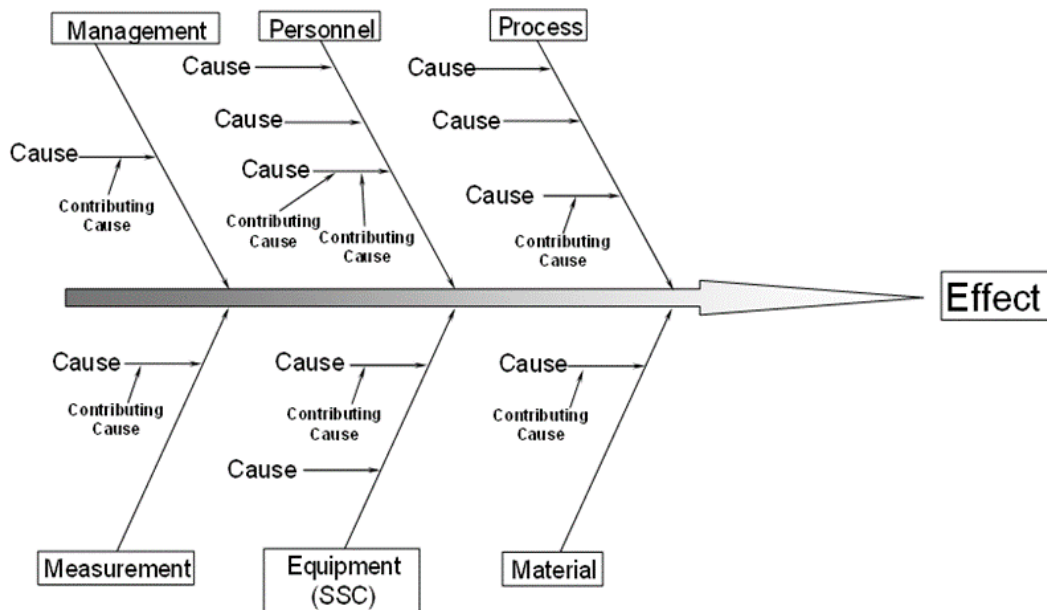 Management
Personnel
Process
Cause
Cause
Cause
Cause
Cause
Cause
Cause
Contributing
Cause
Contributing
Cause
Contributing
Cause
Contributing
Cause
Effect
Cause
Contributing
Cause
Cause
Contributing
Cause
Cause
Cause
Contributing
Cause
Measurement
Equipment
(SSC)
Material